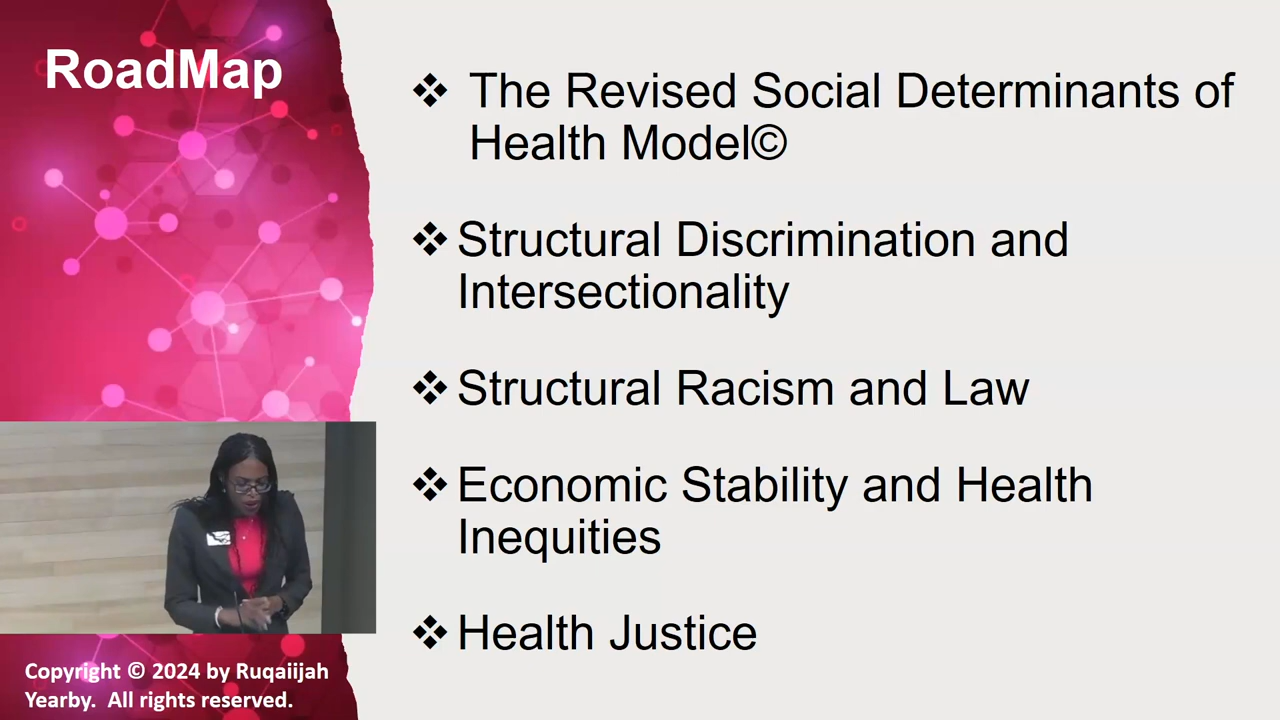 RoadMap
❖ The Revised Social Determinants of
Health Model©
❖ Structural Discrimination and
Intersectionality
❖ Structural Racism and Law
❖ Economic Stability and Health
Inequities
❖ Health Justice
Copyright © 2024 by Ruqaiijah
Yearby.  All rights reserved.